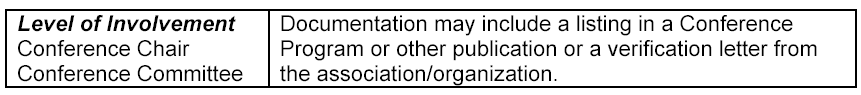 Level of Involvement
Conference Chair
Conference Committee
Documentation may include a listing in a Conference
Program or other publication or a verification letter from
the association/organization.